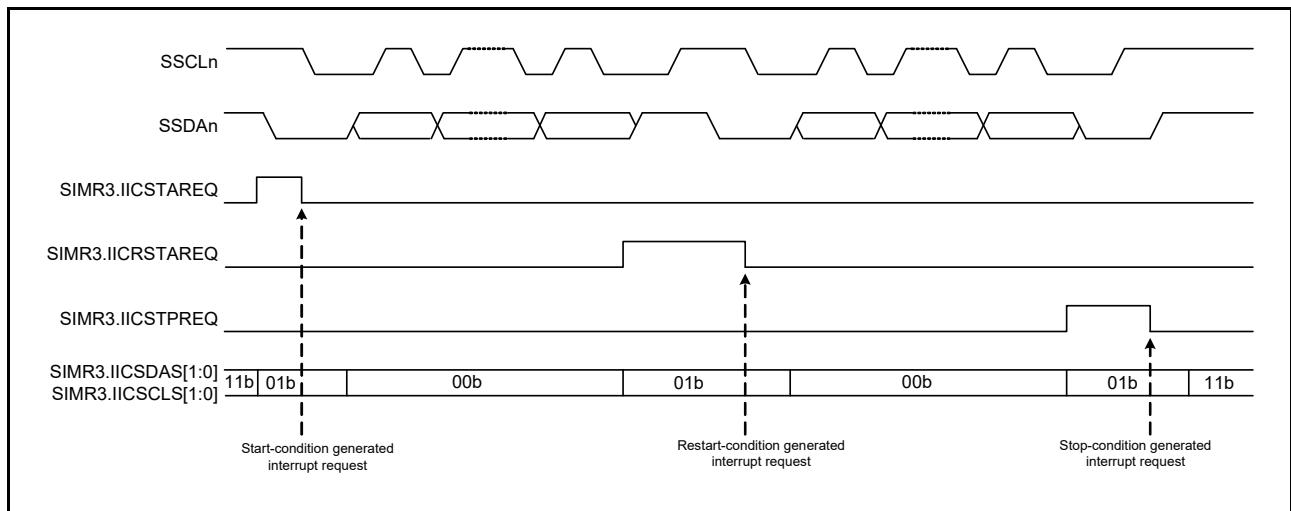 SSCLn
SSDAn
SIMR3.IICSTAREQ
SIMR3.IICRSTAREQ
SIMR3.IICSTPREQ
SIMR3.IICSDAS[1:0]
SIMR3.IICSCLS[1:0]
11b 01b 00b 01b 00b 01b 11b
Start-condition generated
interrupt request
Restart-condition generated
interrupt request
Stop-condition generated
interrupt request